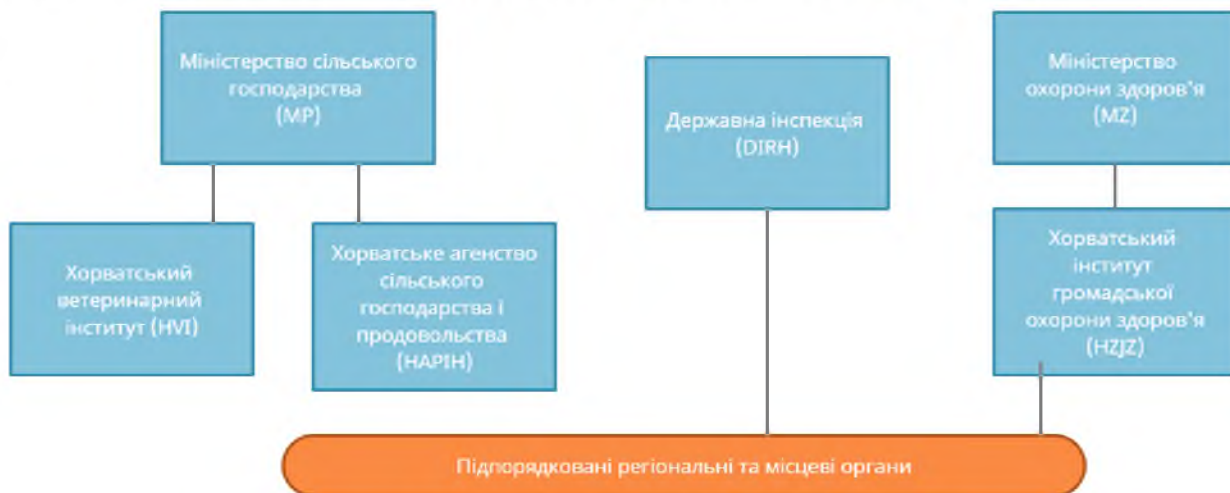 Міністерство сільського
господарства
(MP)
Державна інспекція
(DIRH)
Міністерство
охорони здоров'я
(MZ)
Хорватський
ветеринарний
інститут (HVI)
Хорватське агенство
сільського
господарства і
продовольства
(HAPIH)
Хорватський
інститут
громадської
охорони здоров'я
(HZJZ)
Підпорядковані регіональні та місцеві органи